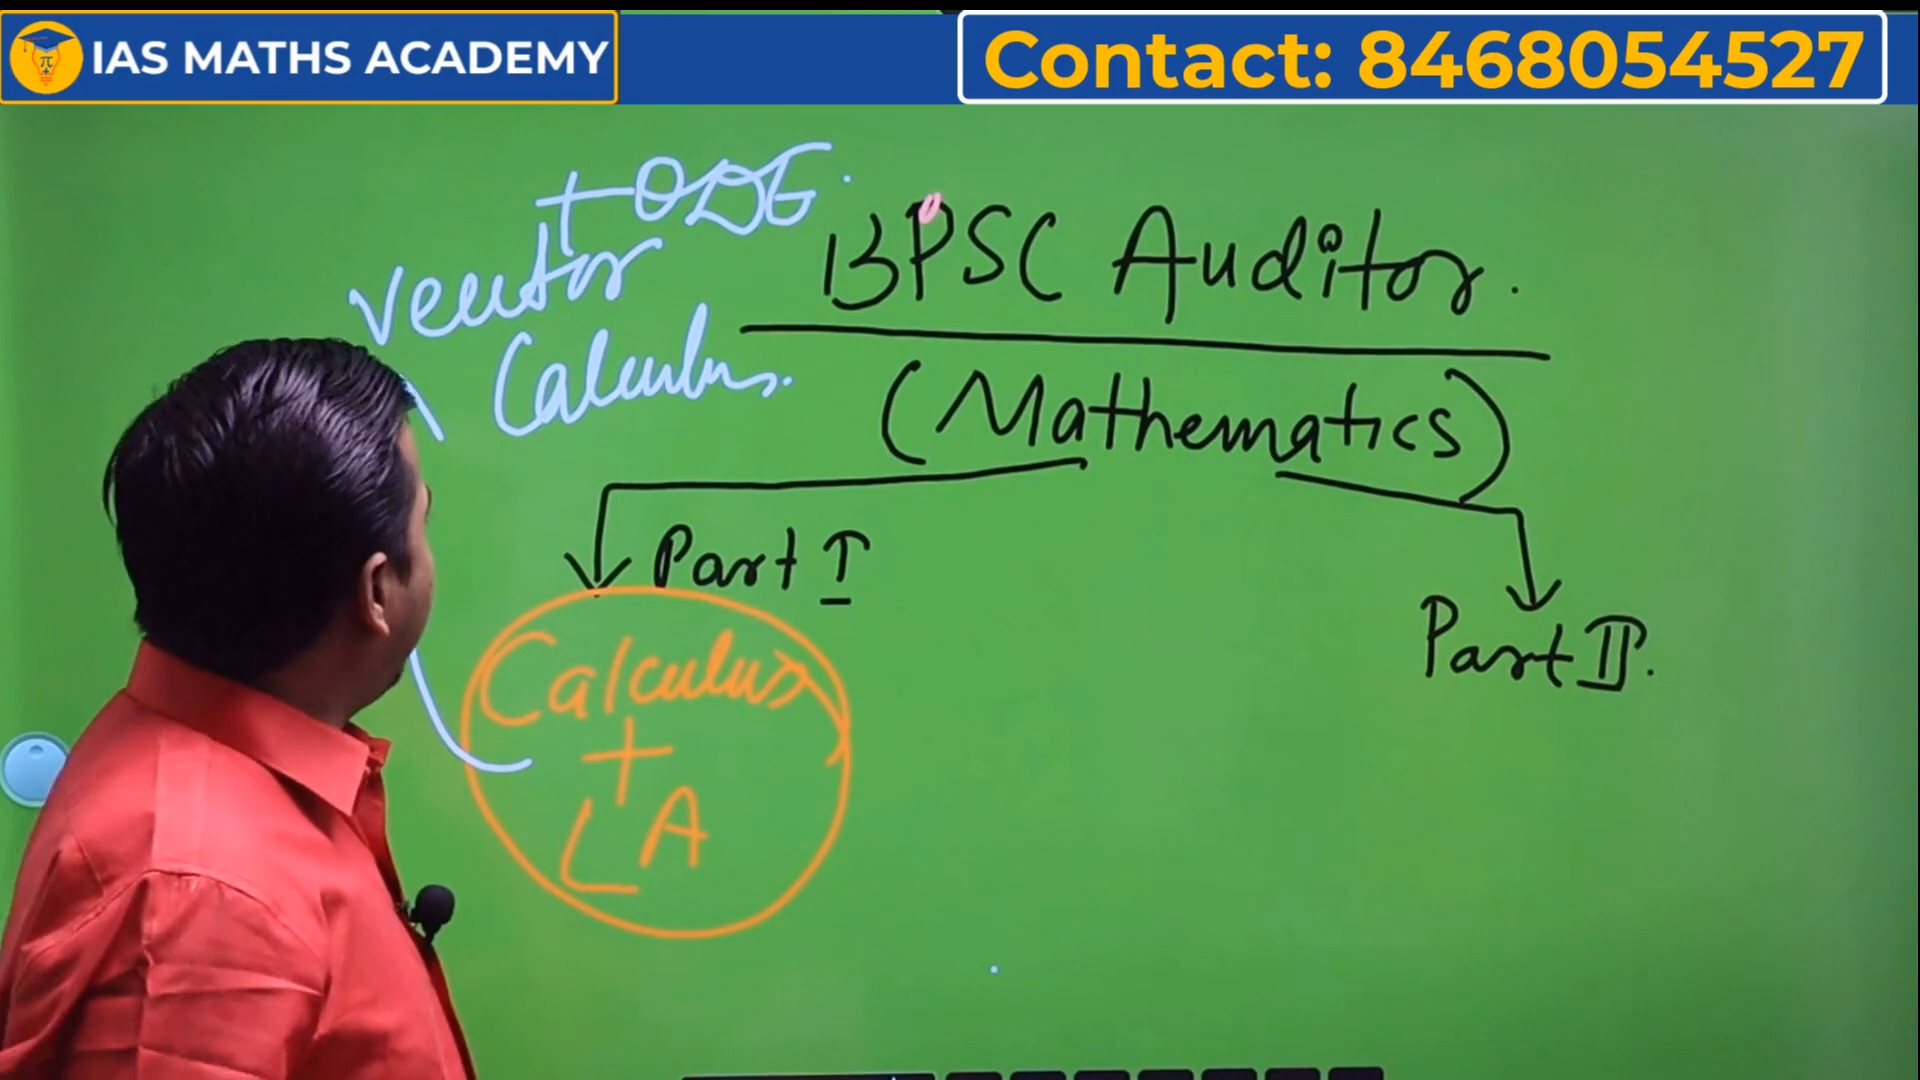 IAS MATHS ACADEMY
Contact: 8468054527
+ ODE.
Vector
Calculus.
BPSC Auditor.
(Mathematics)
Part I
Part II.
Calculus
+
LA